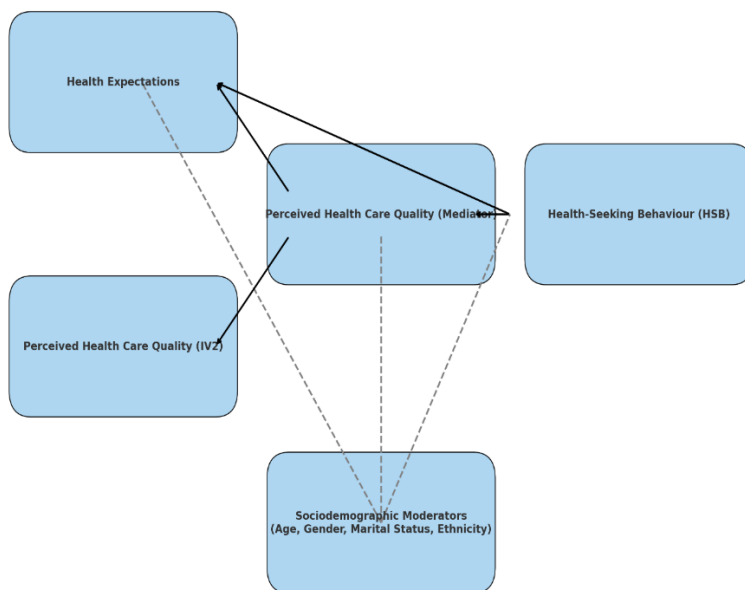 Health Expectations
Perceived Health Care Quality (Mediator)
Health-Seeking Behaviour (HSB)
Perceived Health Care Quality (IV2)
Sociodemographic Moderators
(Age, Gender, Marital Status, Ethnicity)